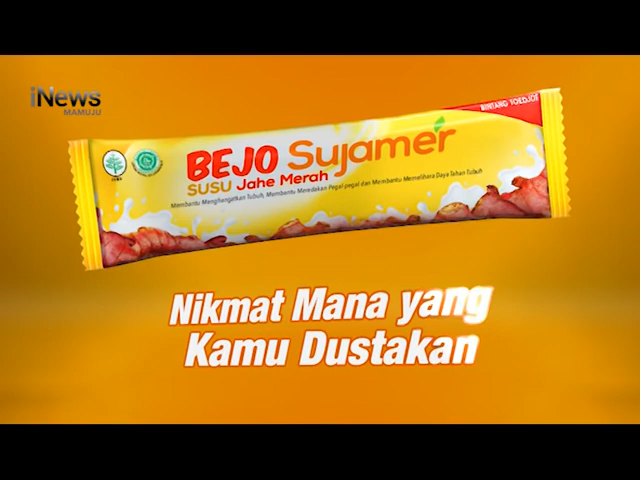 iNews
MAMUJU
BINTANG TOEDJOE
BEJO Sujamer
SUSU Jahe Merah
Membantu Menghangatkan Tubuh, Membantu Meredakan Pegal-pegal dan Membantu Memelihara Daya Tahan Tubuh
Nikmat Mana yang
Kamu Dustakan